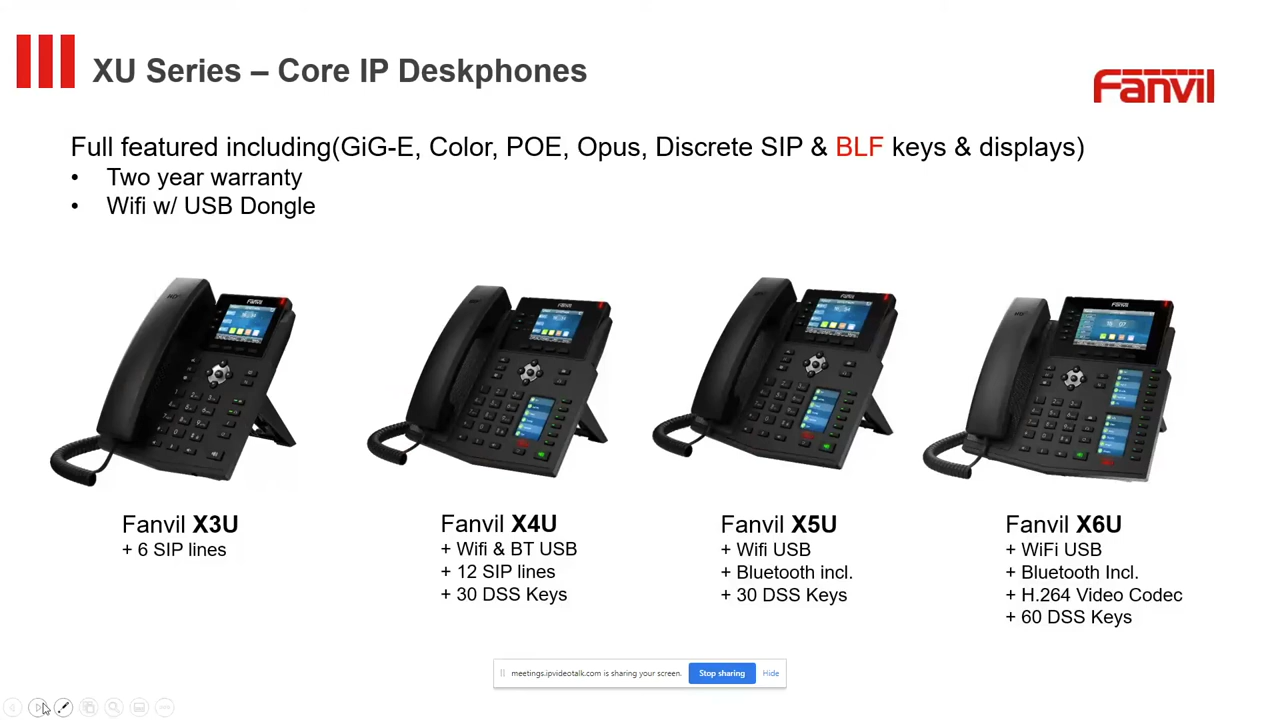 XU Series – Core IP Deskphones
Fanvil
Full featured including(GiG-E, Color, POE, Opus, Discrete SIP & BLF keys & displays)
• Two year warranty
• Wifi w/ USB Dongle
Fanvil X3U
+ 6 SIP lines
Fanvil X4U
+ Wifi & BT USB
+ 12 SIP lines
+ 30 DSS Keys
Fanvil X5U
+ Wifi USB
+ Bluetooth incl.
+ 30 DSS Keys
Fanvil X6U
+ WiFi USB
+ Bluetooth Incl.
+ H.264 Video Codec
+ 60 DSS Keys
meetings.ipvideotalk.com is sharing your screen. Stop sharing Hide